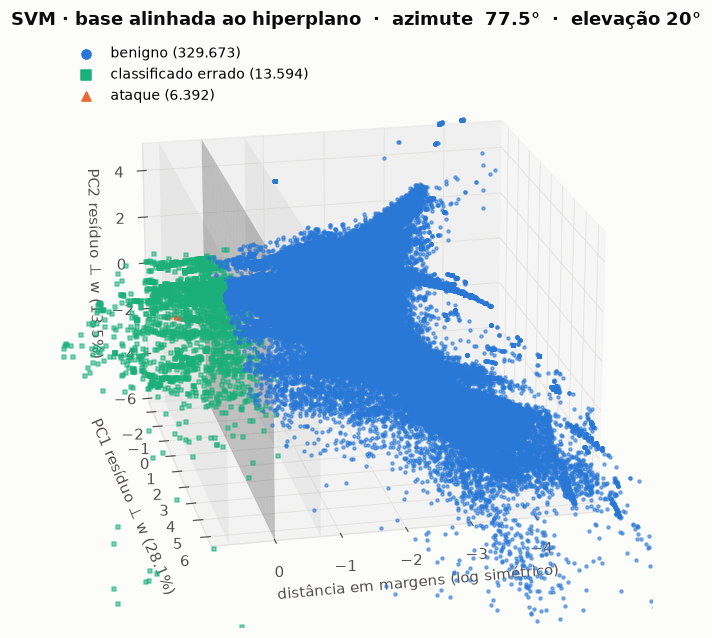 SVM · base alinhada ao hiperplano · azimute 77.5° · elevação 20°
benigno (329.673)
classificado errado (13.594)
ataque (6.392)
4
2
0
−2
−4
−6
PC2 resíduo ⊥ w (13.5%)
−2
−1
0
1
2
3
4
5
6
PC1 resíduo ⊥ w (28.1%)
0
−1
−2
−3
−4
distância em margens (log simétrico)